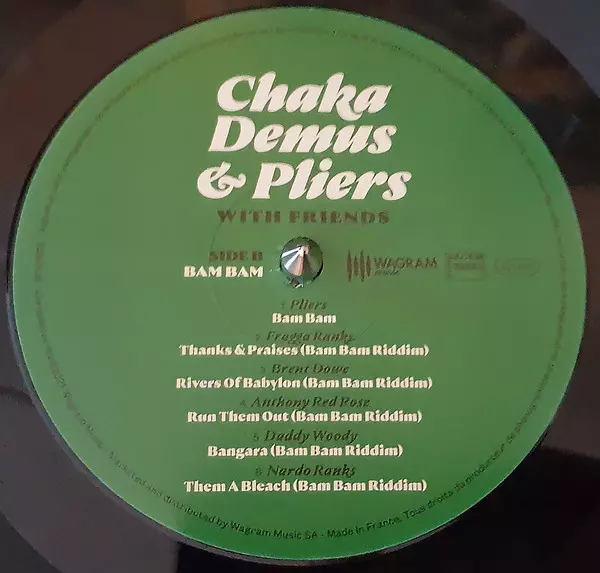 Chaka
Demus
& Pliers
WITH FRIENDS
SIDE B
BAM BAM
WAGRAM
1. Pliers
Bam Bam
2. Fragga Ranks
Thanks & Praises (Bam Bam Riddim)
3. Brent Dowe
Rivers Of Babylon (Bam Bam Riddim)
4. Anthony Red Rose
Run Them Out (Bam Bam Riddim)
5. Daddy Woody
Bangara (Bam Bam Riddim)
6. Nardo Ranks
Them A Bleach (Bam Bam Riddim)
Marketed and distributed by Wagram Music SA - Made in France. Tous droits du producteur de